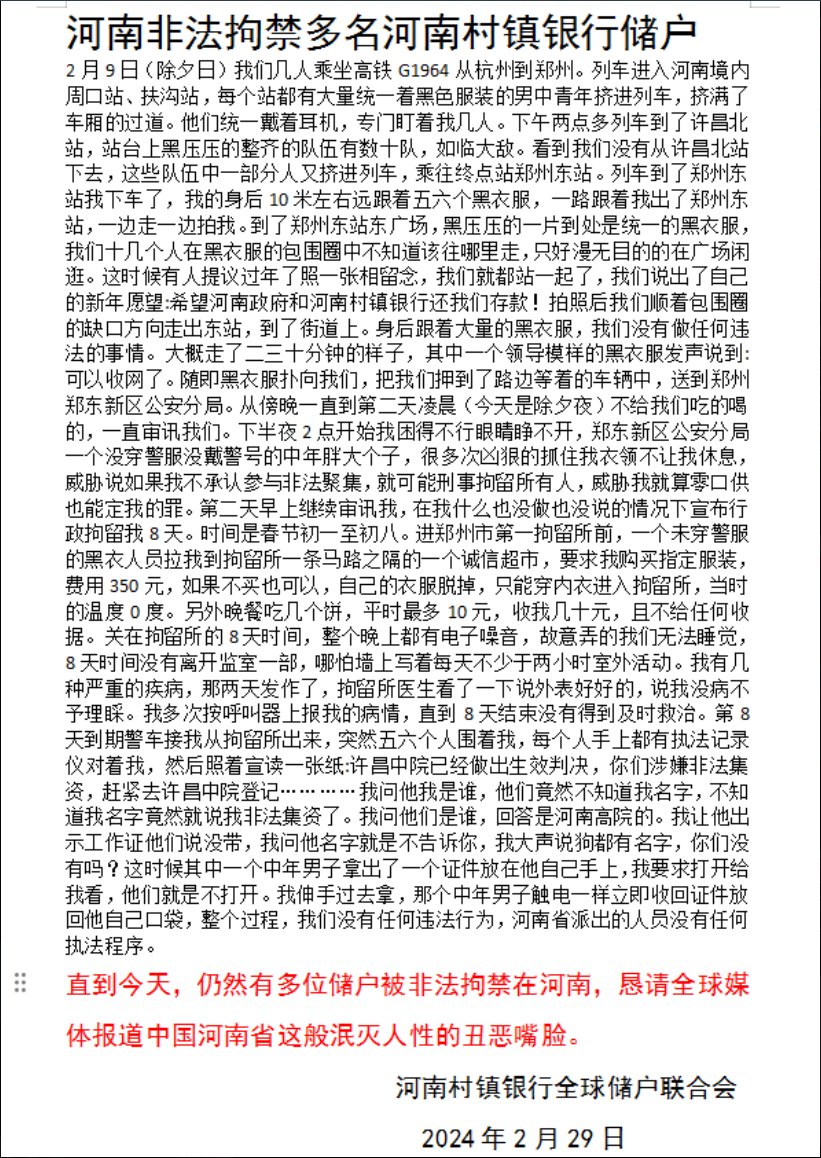 河南非法拘禁多名河南村镇银行储户
2 月 9 日（除夕日）我们几人乘坐高铁 G1964 从杭州到郑州。列车进入河南境内
周口站、扶沟站，每个站都有大量统一着黑色服装的男中青年挤进列车，挤满了
车厢的过道。他们统一戴着耳机，专门盯着我几人。下午两点多列车到了许昌北
站，站台上黑压压的整齐的队伍有数十队，如临大敌。看到我们没有从许昌北站
下去，这些队伍中一部分人又挤进列车，乘往终点站郑州东站。列车到了郑州东
站我下车了，我的身后 10 米左右远跟着五六个黑衣服，一路跟着我出了郑州东
站，一边走一边拍我。到了郑州东站东广场，黑压压的一片到处是统一的黑衣服，
我们十几个人在黑衣服的包围圈中不知道该往哪里走，只好漫无目的的在广场闲
逛。这时候有人提议过年了照一张相留念，我们就都站一起了，我们说出了自己
的新年愿望:希望河南政府和河南村镇银行还我们存款！拍照后我们顺着包围圈
的缺口方向走出东站，到了街道上。身后跟着大量的黑衣服，我们没有做任何违
法的事情。大概走了二三十分钟的样子，其中一个领导模样的黑衣服发声说到:
可以收网了。随即黑衣服扑向我们，把我们押到了路边等着的车辆中，送到郑州
郑东新区公安分局。从傍晚一直到第二天凌晨（今天是除夕夜）不给我们吃的喝
的，一直审讯我们。下半夜 2 点开始我困得不行眼睛睁不开，郑东新区公安分局
一个没穿警服没戴警号的中年胖大个子，很多次凶狠的抓住我衣领不让我休息，
威胁说如果我不承认参与非法聚集，就可能刑事拘留所有人，威胁我就算零口供
也能定我的罪。第二天早上继续审讯我，在我什么也没做也没说的情况下宣布行
政拘留我 8 天。时间是春节初一至初八。进郑州市第一拘留所前，一个未穿警服
的黑衣人员拉我到拘留所一条马路之隔的一个诚信超市，要求我购买指定服装，
费用 350 元，如果不买也可以，自己的衣服脱掉，只能穿内衣进入拘留所，当时
的温度 0 度。另外晚餐吃几个饼，平时最多 10 元，收我几十元，且不给任何收
据。关在拘留所的 8 天时间，整个晚上都有电子噪音，故意弄的我们无法睡觉，
8 天时间没有离开监室一部，哪怕墙上写着每天不少于两小时室外活动。我有几
种严重的疾病，那两天发作了，拘留所医生看了一下说外表好好的，说我没病不
予理睬。我多次按呼叫器上报我的病情，直到 8 天结束没有得到及时救治。第 8
天到期警车接我从拘留所出来，突然五六个人围着我，每个人手上都有执法记录
仪对着我，然后照着宣读一张纸:许昌中院已经做出生效判决，你们涉嫌非法集
资，赶紧去许昌中院登记…………我问他我是谁，他们竟然不知道我名字，不知
道我名字竟然就说我非法集资了。我问他们是谁，回答是河南高院的。我让他出
示工作证他们说没带，我问他名字就是不告诉你，我大声说狗都有名字，你们没
有吗？这时候其中一个中年男子拿出了一个证件放在他自己手上，我要求打开给
我看，他们就是不打开。我伸手过去拿，那个中年男子触电一样立即收回证件放
回他自己口袋，整个过程，我们没有任何违法行为，河南省派出的人员没有任何
执法程序。
直到今天，仍然有多位储户被非法拘禁在河南，恳请全球媒
体报道中国河南省这般泯灭人性的丑恶嘴脸。
河南村镇银行全球储户联合会
2024 年 2 月 29 日